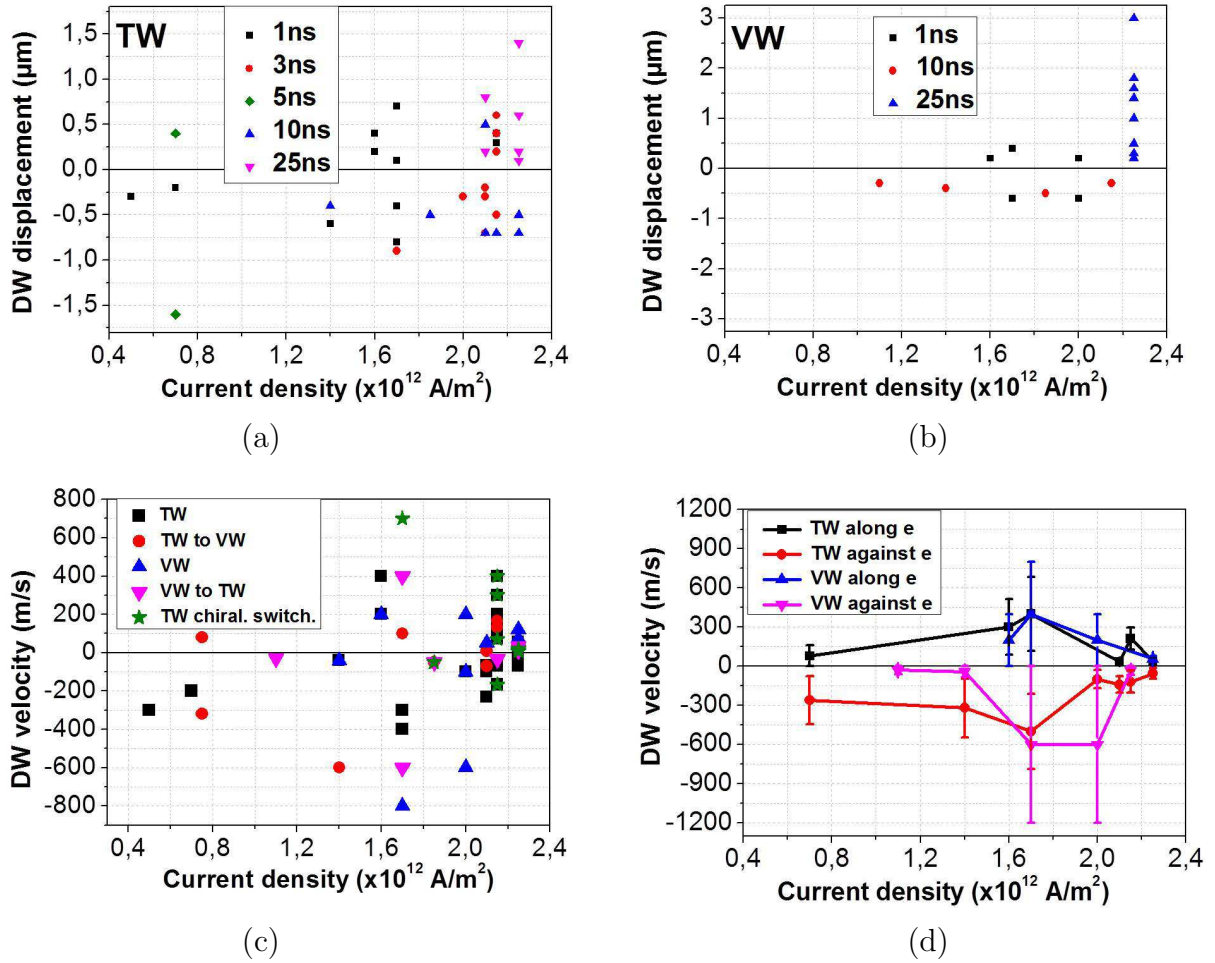 TW
1ns
3ns
5ns
10ns
25ns
DW displacement (µm)
1,5
1,0
0,5
0,0
-0,5
-1,0
-1,5
0,4 0,8 1,2 1,6 2,0 2,4
Current density (x10¹² A/m²)
(a)
VW
1ns
10ns
25ns
DW displacement (µm)
3
2
1
0
-1
-2
-3
0,4 0,8 1,2 1,6 2,0 2,4
Current density (x10¹² A/m²)
(b)
TW
TW to VW
VW
VW to TW
TW chiral. switch.
DW velocity (m/s)
800
600
400
200
0
-200
-400
-600
-800
0,4 0,8 1,2 1,6 2,0 2,4
Current density (x10¹² A/m²)
(c)
TW along e
TW against e
VW along e
VW against e
DW velocity (m/s)
1200
900
600
300
0
-300
-600
-900
-1200
0,4 0,8 1,2 1,6 2,0 2,4
Current density (x10¹² A/m²)
(d)